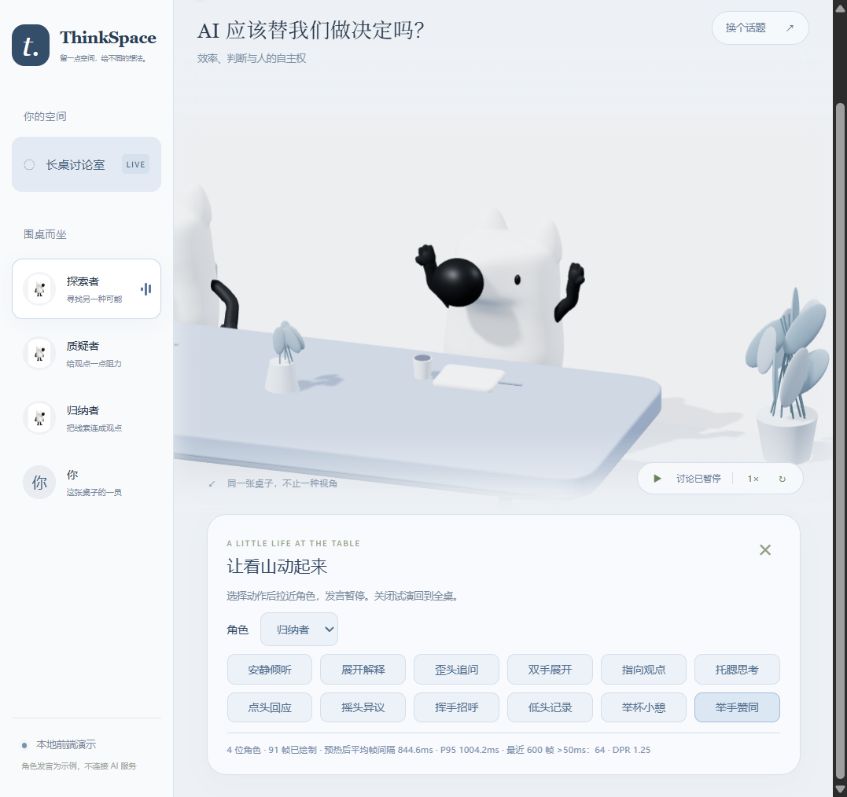 t.
ThinkSpace
留一点空间，给不同的想法。
你的空间
长桌讨论室
LIVE
围桌而坐
探索者
寻找另一种可能
质疑者
给观点一点阻力
归纳者
把线索连成观点
你
你
这张桌子的一员
本地前端演示
角色发言为示例，不连接 AI 服务
AI 应该替我们做决定吗？
效率、判断与人的自主权
换个话题 ↗
↙ 同一张桌子，不止一种视角
讨论已暂停
1×
↻
A LITTLE LIFE AT THE TABLE
让看山动起来
选择动作后拉近角色，发言暂停。关闭试演回到全桌。
角色
归纳者
安静倾听 展开解释 歪头追问 双手展开 指向观点 托腮思考
点头回应 摇头异议 挥手招呼 低头记录 举杯小憩 举手赞同
4 位角色 · 91 帧已绘制 · 预热后平均帧间隔 844.6ms · P95 1004.2ms · 最近 600 帧 >50ms：64 · DPR 1.25